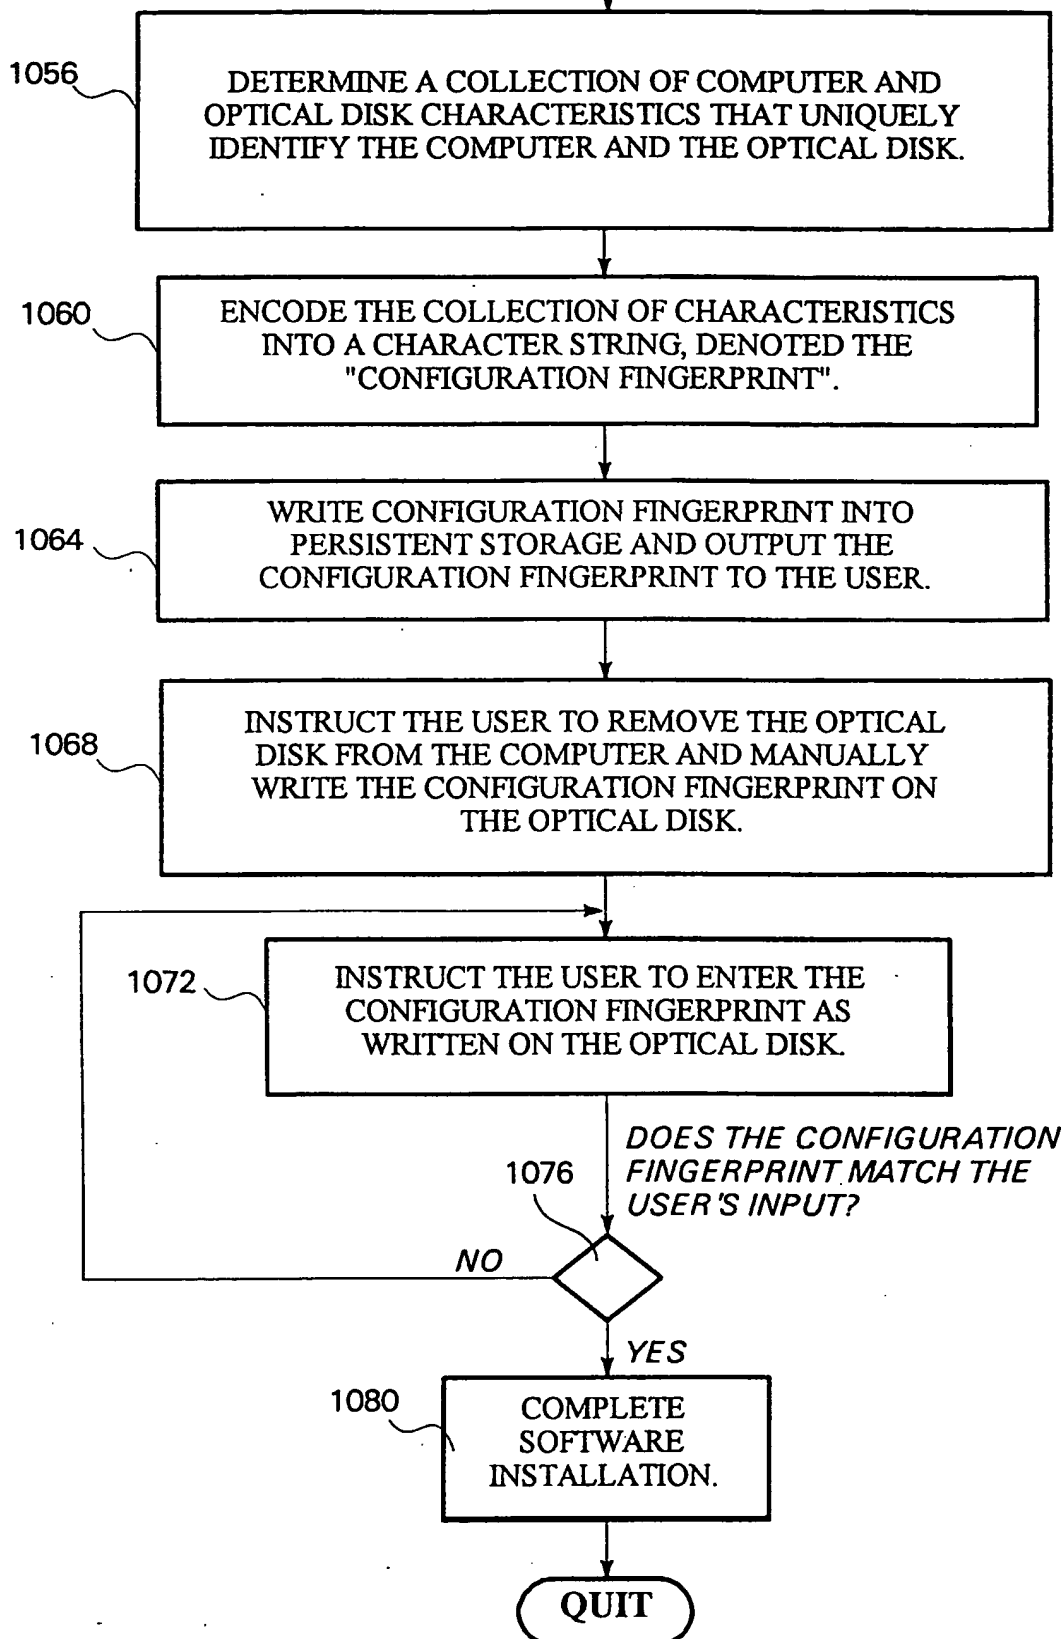 1056
DETERMINE A COLLECTION OF COMPUTER AND
OPTICAL DISK CHARACTERISTICS THAT UNIQUELY
IDENTIFY THE COMPUTER AND THE OPTICAL DISK.
1060
ENCODE THE COLLECTION OF CHARACTERISTICS
INTO A CHARACTER STRING, DENOTED THE
"CONFIGURATION FINGERPRINT".
1064
WRITE CONFIGURATION FINGERPRINT INTO
PERSISTENT STORAGE AND OUTPUT THE
CONFIGURATION FINGERPRINT TO THE USER.
1068
INSTRUCT THE USER TO REMOVE THE OPTICAL
DISK FROM THE COMPUTER AND MANUALLY
WRITE THE CONFIGURATION FINGERPRINT ON
THE OPTICAL DISK.
1072
INSTRUCT THE USER TO ENTER THE
CONFIGURATION FINGERPRINT AS
WRITTEN ON THE OPTICAL DISK.
DOES THE CONFIGURATION
FINGERPRINT MATCH THE
USER'S INPUT?
1076
NO
YES
1080
COMPLETE
SOFTWARE
INSTALLATION.
QUIT